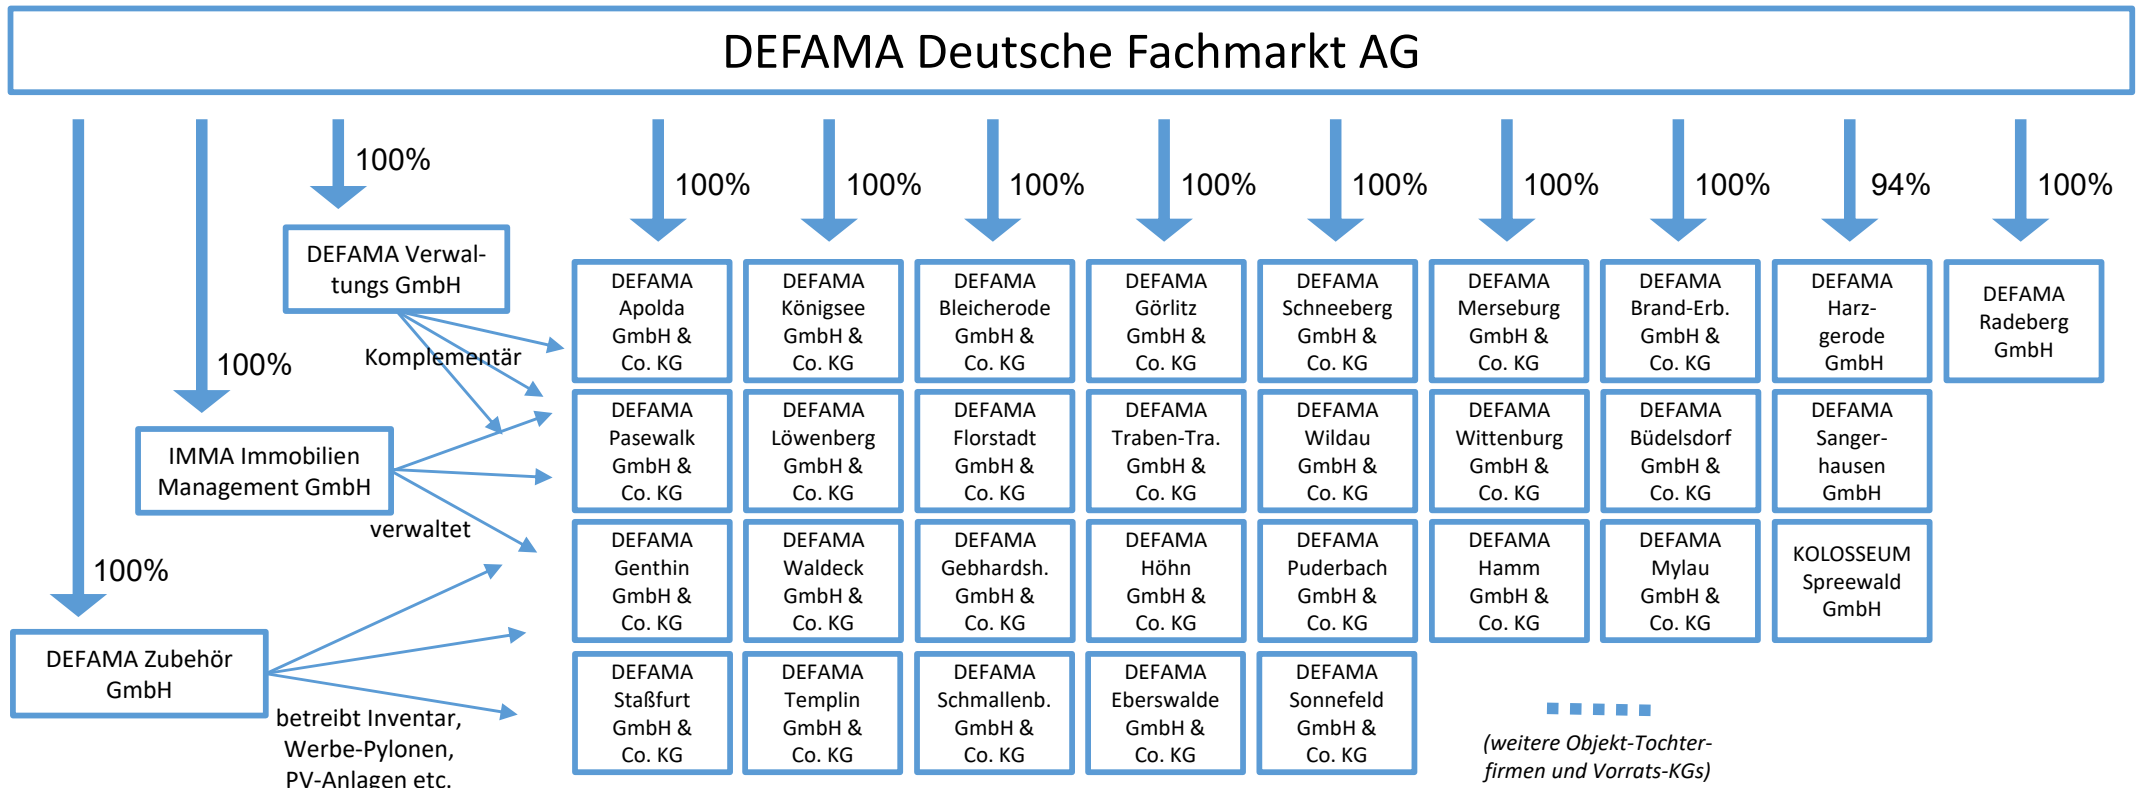 DEFAMA Deutsche Fachmarkt AG
100%
100%
100%
100%
100%
100%
100%
100%
94%
100%
DEFAMA Verwal-
tungs GmbH
Komplementär
100%
IMMA Immobilien
Management GmbH
verwaltet
100%
DEFAMA Zubehör
GmbH
betreibt Inventar,
Werbe-Pylonen,
PV-Anlagen etc.
DEFAMA
Apolda
GmbH &
Co. KG
DEFAMA
Königsee
GmbH &
Co. KG
DEFAMA
Bleicherode
GmbH &
Co. KG
DEFAMA
Görlitz
GmbH &
Co. KG
DEFAMA
Schneeberg
GmbH &
Co. KG
DEFAMA
Merseburg
GmbH &
Co. KG
DEFAMA
Brand-Erb.
GmbH &
Co. KG
DEFAMA
Harz-
gerode
GmbH
DEFAMA
Radeberg
GmbH
DEFAMA
Pasewalk
GmbH &
Co. KG
DEFAMA
Löwenberg
GmbH &
Co. KG
DEFAMA
Florstadt
GmbH &
Co. KG
DEFAMA
Traben-Tra.
GmbH &
Co. KG
DEFAMA
Wildau
GmbH &
Co. KG
DEFAMA
Wittenburg
GmbH &
Co. KG
DEFAMA
Büdelsdorf
GmbH &
Co. KG
DEFAMA
Sanger-
hausen
GmbH
DEFAMA
Genthin
GmbH &
Co. KG
DEFAMA
Waldeck
GmbH &
Co. KG
DEFAMA
Gebhardsh.
GmbH &
Co. KG
DEFAMA
Höhn
GmbH &
Co. KG
DEFAMA
Puderbach
GmbH &
Co. KG
DEFAMA
Hamm
GmbH &
Co. KG
DEFAMA
Mylau
GmbH &
Co. KG
KOLOSSEUM
Spreewald
GmbH
DEFAMA
Staßfurt
GmbH &
Co. KG
DEFAMA
Templin
GmbH &
Co. KG
DEFAMA
Schmallenb.
GmbH &
Co. KG
DEFAMA
Eberswalde
GmbH &
Co. KG
DEFAMA
Sonnefeld
GmbH &
Co. KG
(weitere Objekt-Tochter-
firmen und Vorrats-KGs)